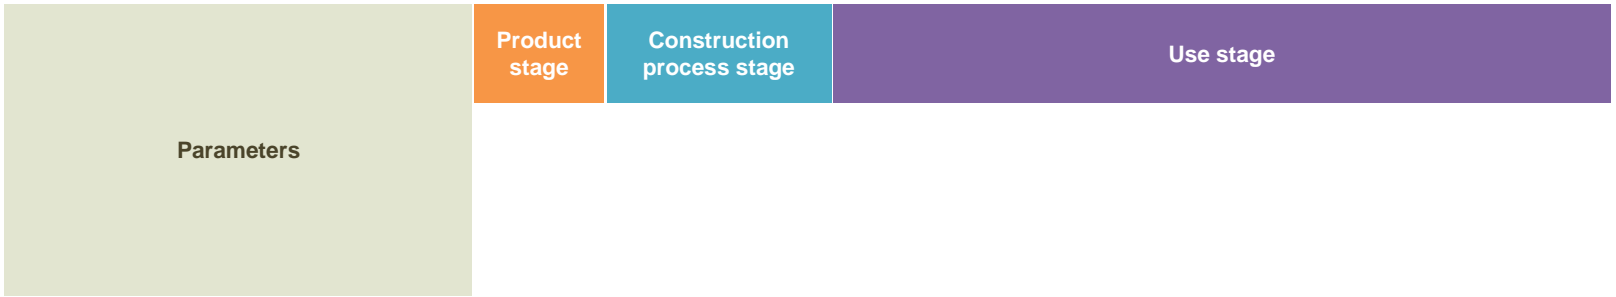 Product
stage
Construction
process stage
Use stage
Parameters